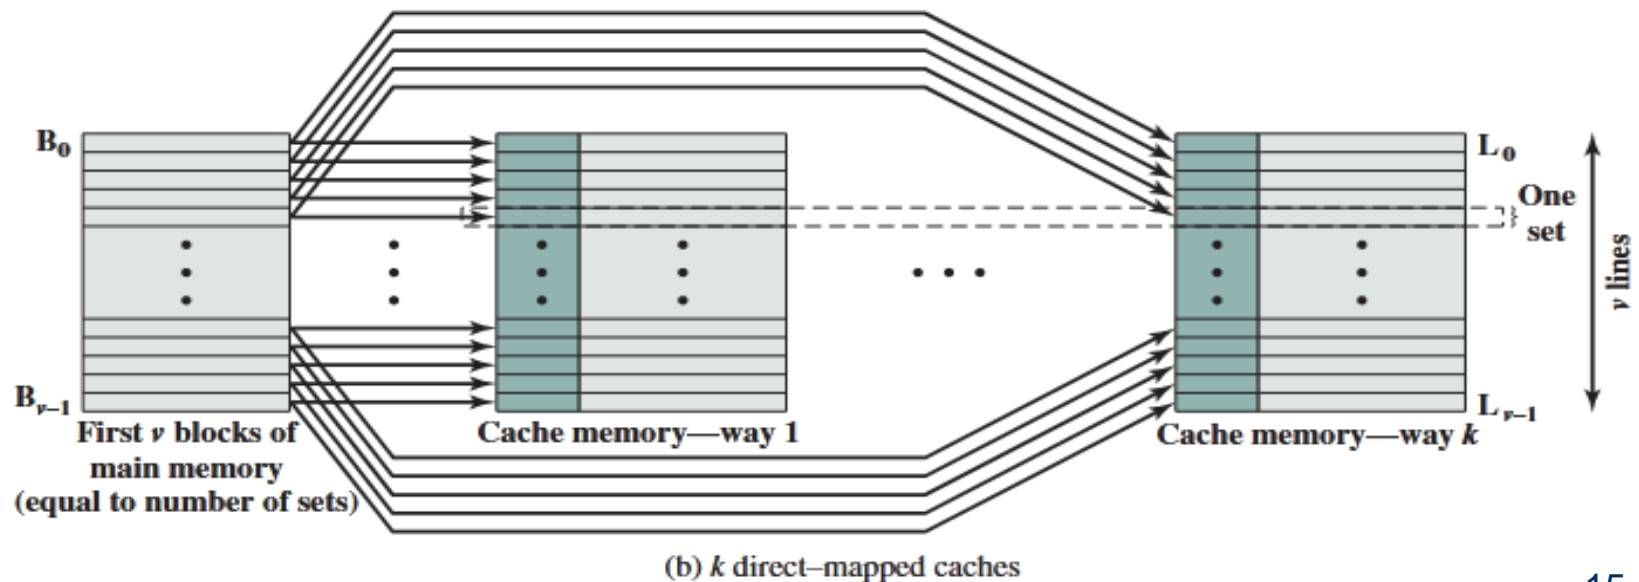 B0
L0
One
set
v lines
Bv–1
Lv–1
First v blocks of
main memory
(equal to number of sets)
Cache memory—way 1
Cache memory—way k
(b) k direct–mapped caches
15